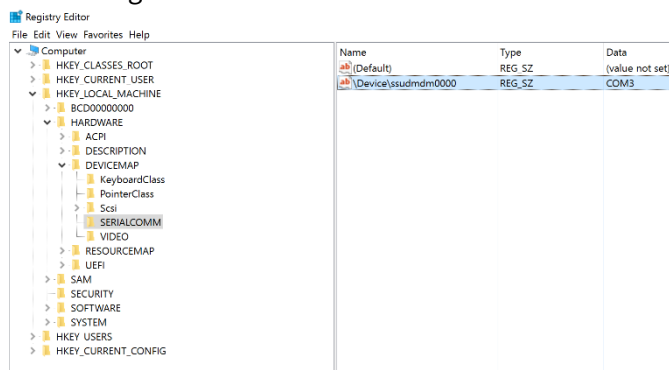 Registry Editor
File Edit View Favorites Help
Computer
HKEY_CLASSES_ROOT
HKEY_CURRENT_USER
HKEY_LOCAL_MACHINE
BCD00000000
HARDWARE
ACPI
DESCRIPTION
DEVICEMAP
KeyboardClass
PointerClass
Scsi
SERIALCOMM
VIDEO
RESOURCEMAP
UEFI
SAM
SECURITY
SOFTWARE
SYSTEM
HKEY_USERS
HKEY_CURRENT_CONFIG
Name Type Data
ab (Default) REG_SZ (value not set)
ab \Device\ssudmdm0000 REG_SZ COM3